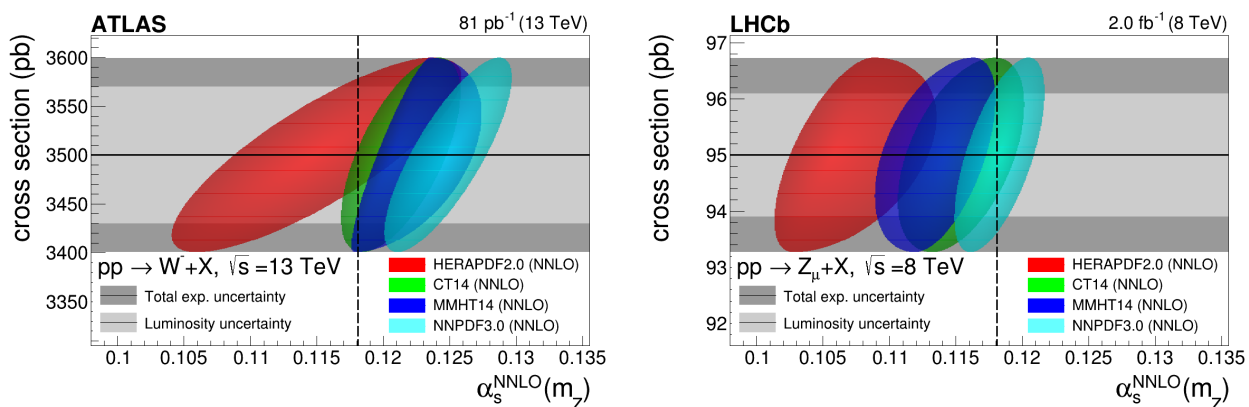 ATLAS
81 pb⁻¹ (13 TeV)
cross section (pb)
3600
3550
3500
3450
3400
3350
pp → W⁻+X, √s =13 TeV
Total exp. uncertainty
Luminosity uncertainty
HERAPDF2.0 (NNLO)
CT14 (NNLO)
MMHT14 (NNLO)
NNPDF3.0 (NNLO)
0.1 0.105 0.11 0.115 0.12 0.125 0.13 0.135
αₛᴺᴺᴸᴼ(m_Z)
LHCb
2.0 fb⁻¹ (8 TeV)
cross section (pb)
97
96
95
94
93
92
pp → Z_μ+X, √s =8 TeV
Total exp. uncertainty
Luminosity uncertainty
HERAPDF2.0 (NNLO)
CT14 (NNLO)
MMHT14 (NNLO)
NNPDF3.0 (NNLO)
0.1 0.105 0.11 0.115 0.12 0.125 0.13 0.135
αₛᴺᴺᴸᴼ(m_Z)